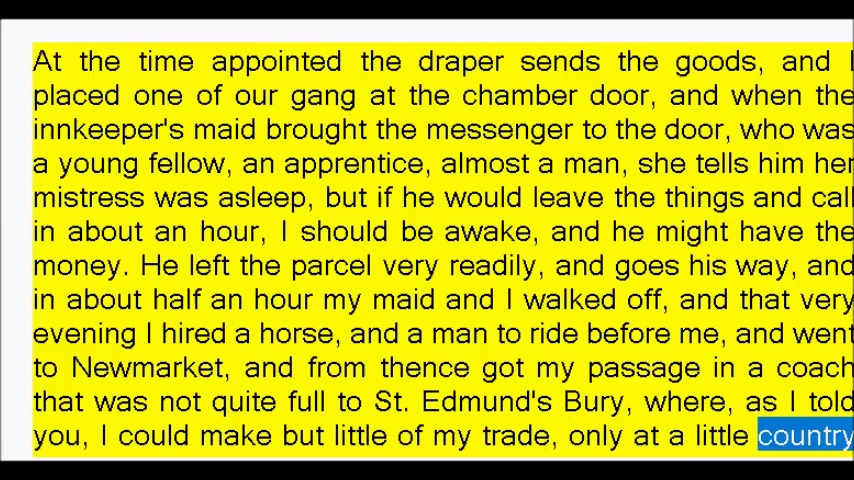 At the time appointed the draper sends the goods, and I
placed one of our gang at the chamber door, and when the
innkeeper's maid brought the messenger to the door, who was
a young fellow, an apprentice, almost a man, she tells him her
mistress was asleep, but if he would leave the things and call
in about an hour, I should be awake, and he might have the
money. He left the parcel very readily, and goes his way, and
in about half an hour my maid and I walked off, and that very
evening I hired a horse, and a man to ride before me, and went
to Newmarket, and from thence got my passage in a coach
that was not quite full to St. Edmund's Bury, where, as I told
you, I could make but little of my trade, only at a little country